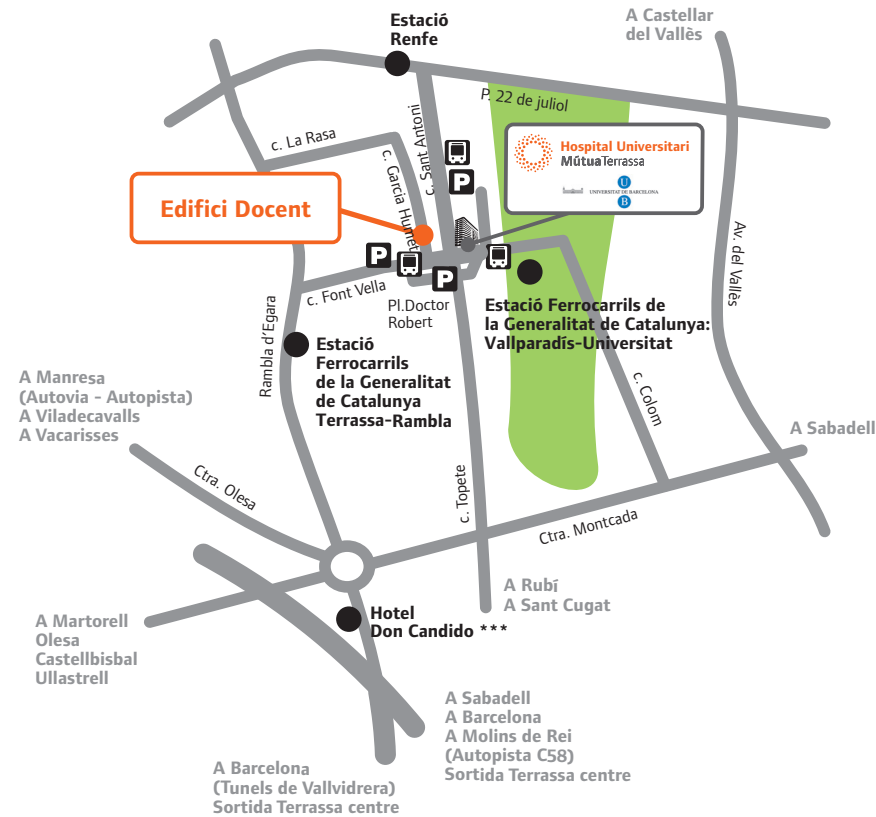 Estació
Renfe
A Castellar
del Vallès
P. 22 de juliol
c. La Rasa
c. Sant Antoni
c. Garcia Humet
Hospital Universitari
MútuaTerrassa
UNIVERSITAT DE BARCELONA
U
B
Edifici Docent
P
P
P
c. Font Vella
Pl.Doctor
Robert
Av. del Vallès
Rambla d'Egara
Estació Ferrocarrils de
la Generalitat de Catalunya:
Vallparadís-Universitat
Estació
Ferrocarrils
de la Generalitat
de Catalunya
Terrassa-Rambla
c. Colom
A Manresa
(Autovia - Autopista)
A Viladecavalls
A Vacarisses
A Sabadell
Ctra. Olesa
c. Topete
Ctra. Montcada
A Rubí
A Sant Cugat
A Martorell
Olesa
Castellbisbal
Ullastrell
Hotel
Don Candido ***
A Sabadell
A Barcelona
A Molins de Rei
(Autopista C58)
Sortida Terrassa centre
A Barcelona
(Tunels de Vallvidrera)
Sortida Terrassa centre